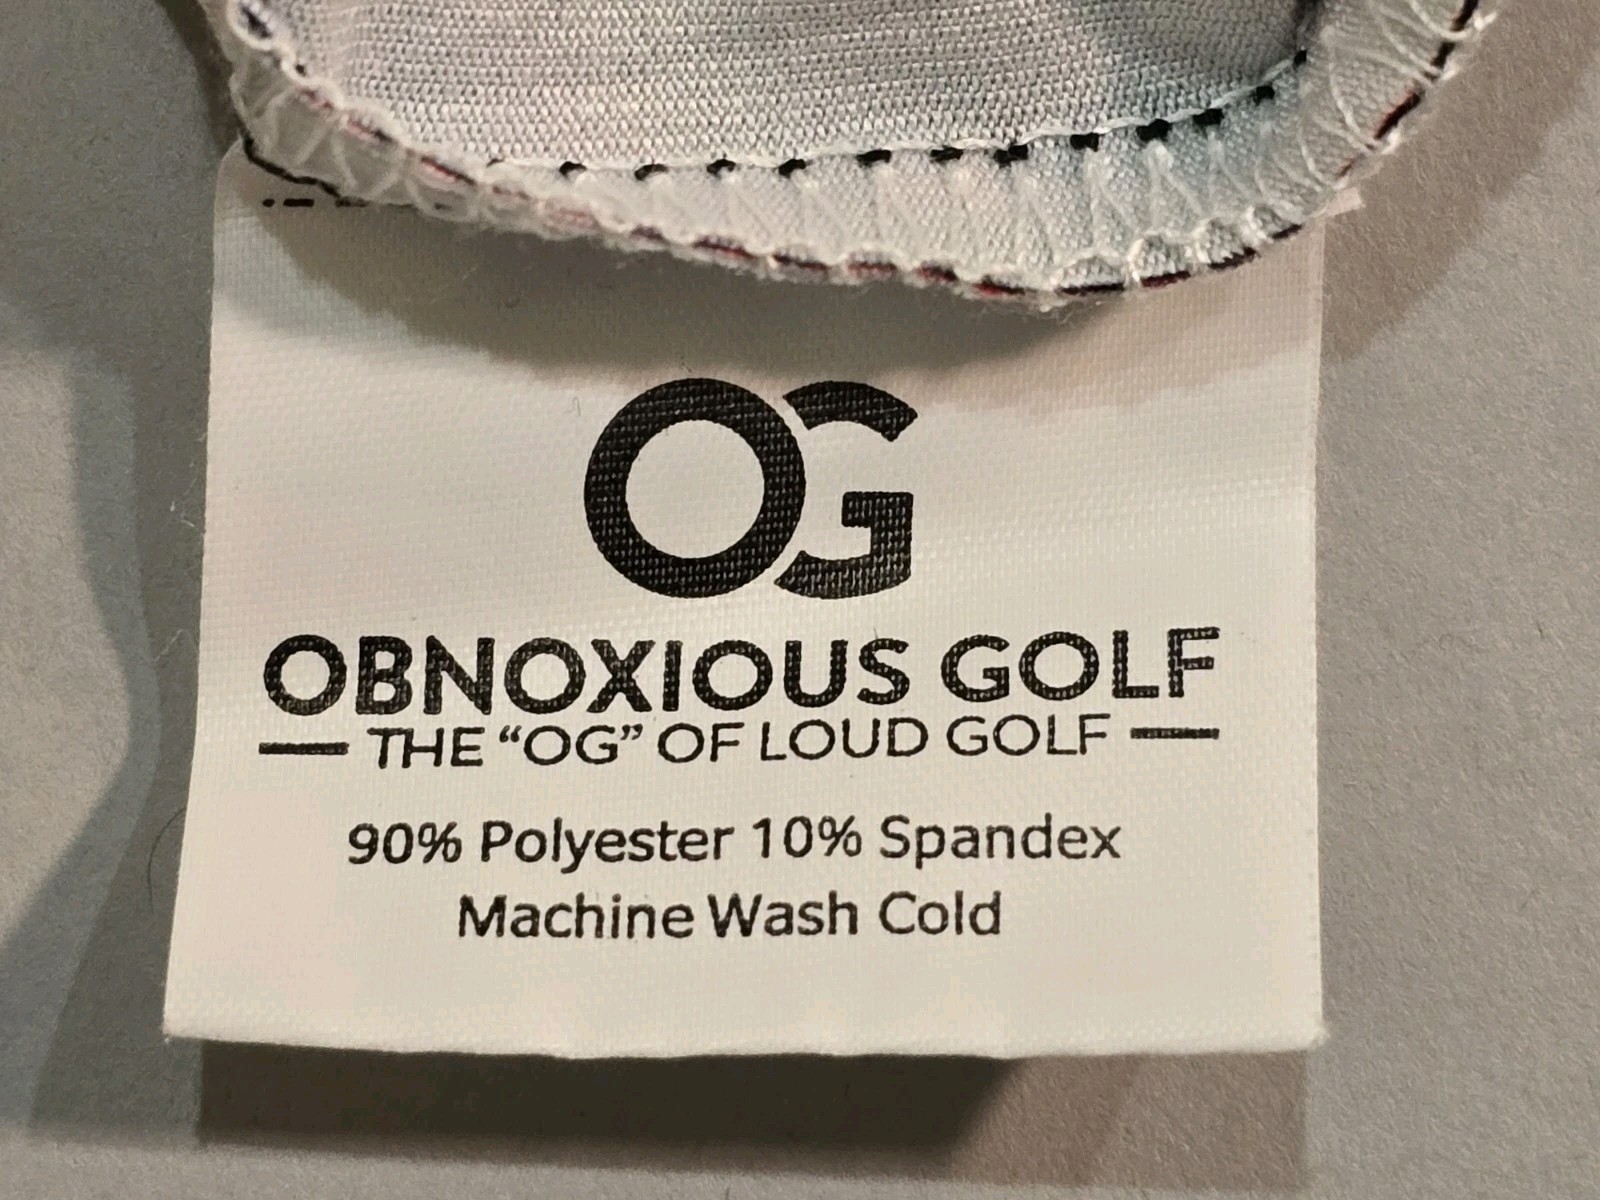 OG
OBNOXIOUS GOLF
THE “OG” OF LOUD GOLF
90% Polyester 10% Spandex
Machine Wash Cold